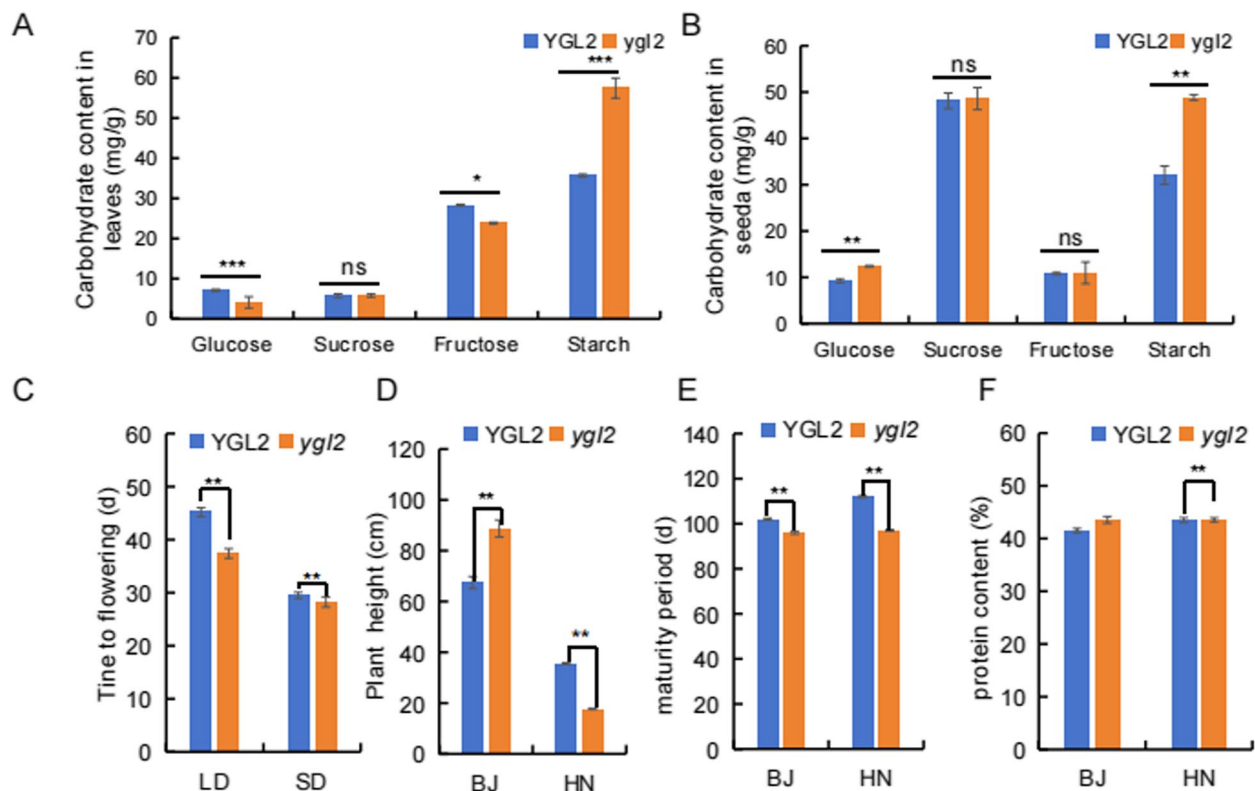 A
Carbohydrate content in
leaves (mg/g)
70
60
50
40
30
20
10
0
YGL2 ygl2
***
ns
*
***
Glucose Sucrose Fructose Starch
B
Carbohydrate content in
seeda (mg/g)
60
50
40
30
20
10
0
YGL2 ygl2
**
ns
ns
**
Glucose Sucrose Fructose Starch
C
Tine to flowering (d)
60
50
40
30
20
10
0
YGL2 ygl2
**
**
LD SD
D
Plant height (cm)
120
100
80
60
40
20
0
YGL2 ygl2
**
**
BJ HN
E
maturity period (d)
140
120
100
80
60
40
20
0
YGL2 ygl2
**
**
BJ HN
F
protein content (%)
60
50
40
30
20
10
0
YGL2 ygl2
**
BJ HN